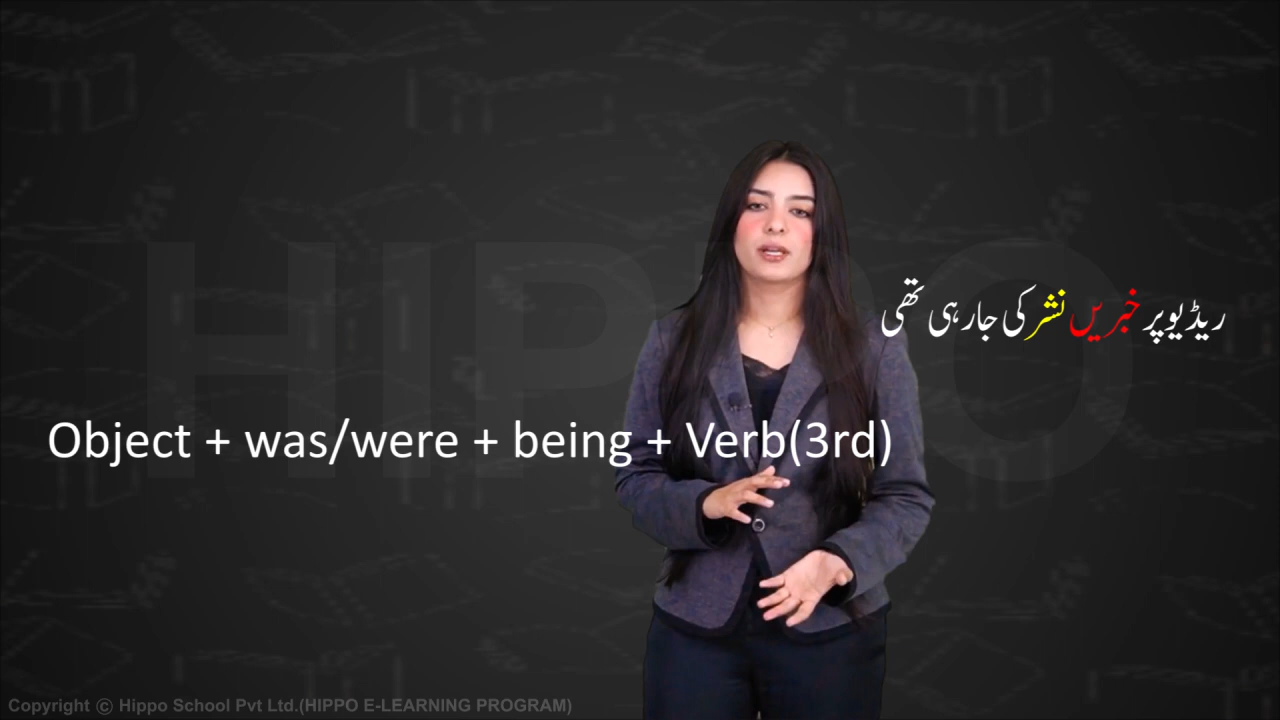 HIPPO
ریڈیو پر خبریں نشر کی جا رہی تھی
Object + was/were + being + Verb(3rd)
Copyright © Hippo School Pvt Ltd.(HIPPO E-LEARNING PROGRAM)